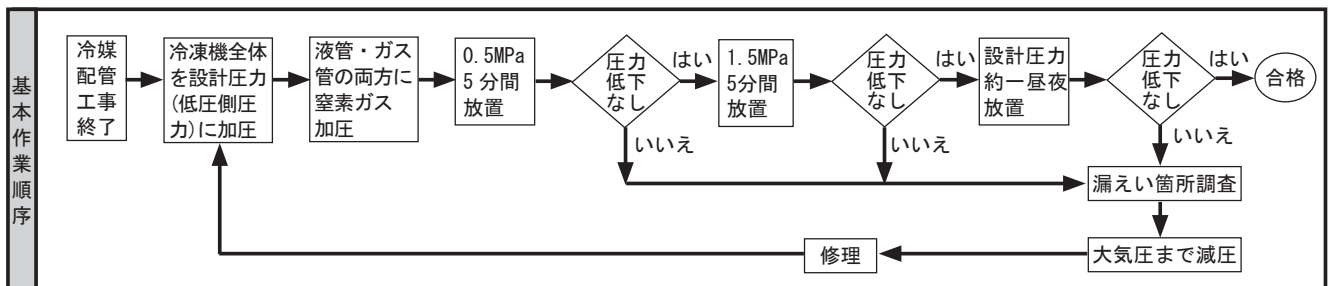 基本作業順序
冷媒
配管
工事
終了
冷凍機全体
を設計圧力
(低圧側圧
力)に加圧
液管・ガス
管の両方に
窒素ガス
加圧
0.5MPa
5分間
放置
圧力
低下
なし
はい
いいえ
1.5MPa
5分間
放置
圧力
低下
なし
はい
いいえ
設計圧力
約一昼夜
放置
圧力
低下
なし
はい
いいえ
合格
漏えい箇所調査
大気圧まで減圧
修理